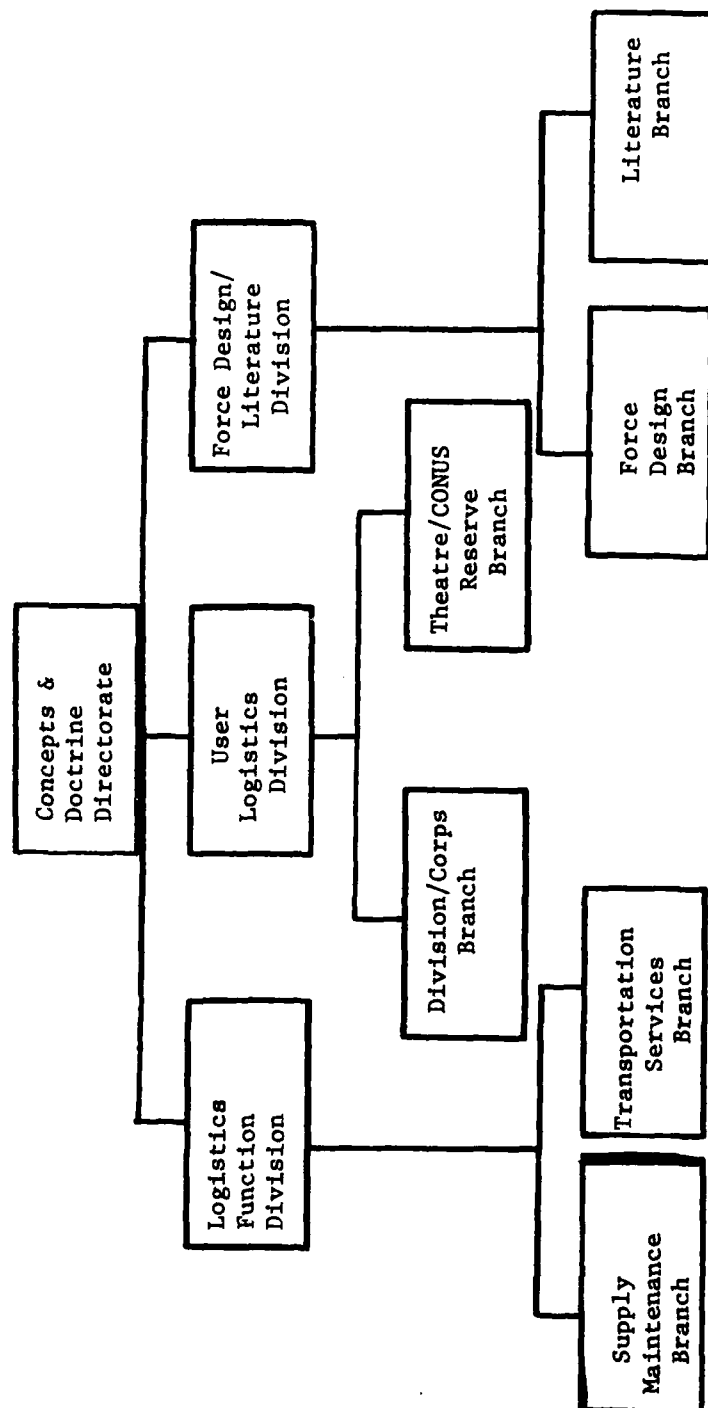 Concepts &
Doctrine
Directorate
Logistics
Function
Division
User
Logistics
Division
Force Design/
Literature
Division
Division/Corps
Branch
Theatre/CONUS
Reserve
Branch
Supply
Maintenance
Branch
Transportation
Services
Branch
Force
Design
Branch
Literature
Branch